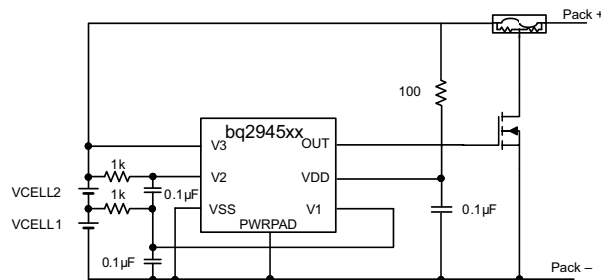 Pack +
100
bq2945xx
V3
OUT
1k
V2
VDD
VCELL2
1k
0.1µF
VSS
V1
0.1µF
VCELL1
PWRPAD
0.1µF
Pack –